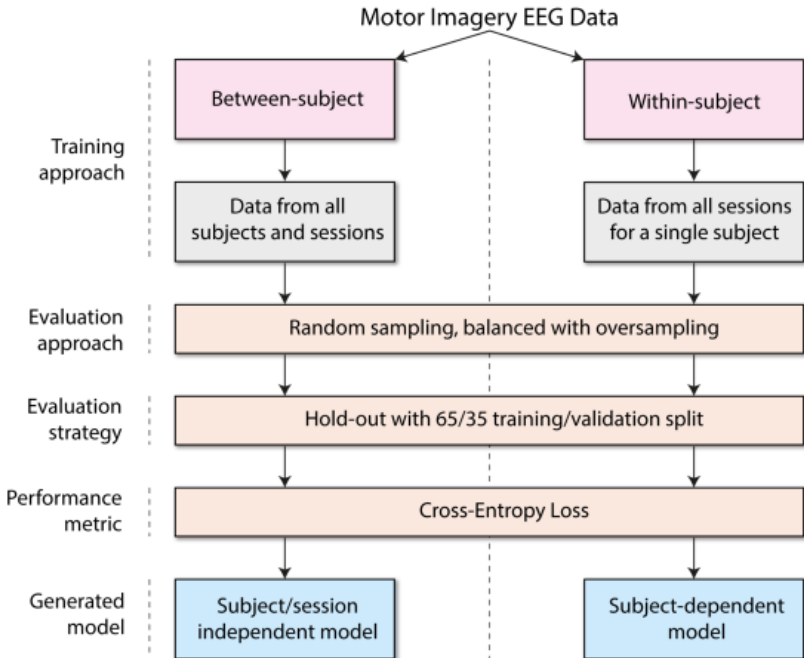 Motor Imagery EEG Data
Between-subject
Within-subject
Training
approach
Data from all
subjects and sessions
Data from all sessions
for a single subject
Evaluation
approach
Random sampling, balanced with oversampling
Evaluation
strategy
Hold-out with 65/35 training/validation split
Performance
metric
Cross-Entropy Loss
Generated
model
Subject/session
independent model
Subject-dependent
model